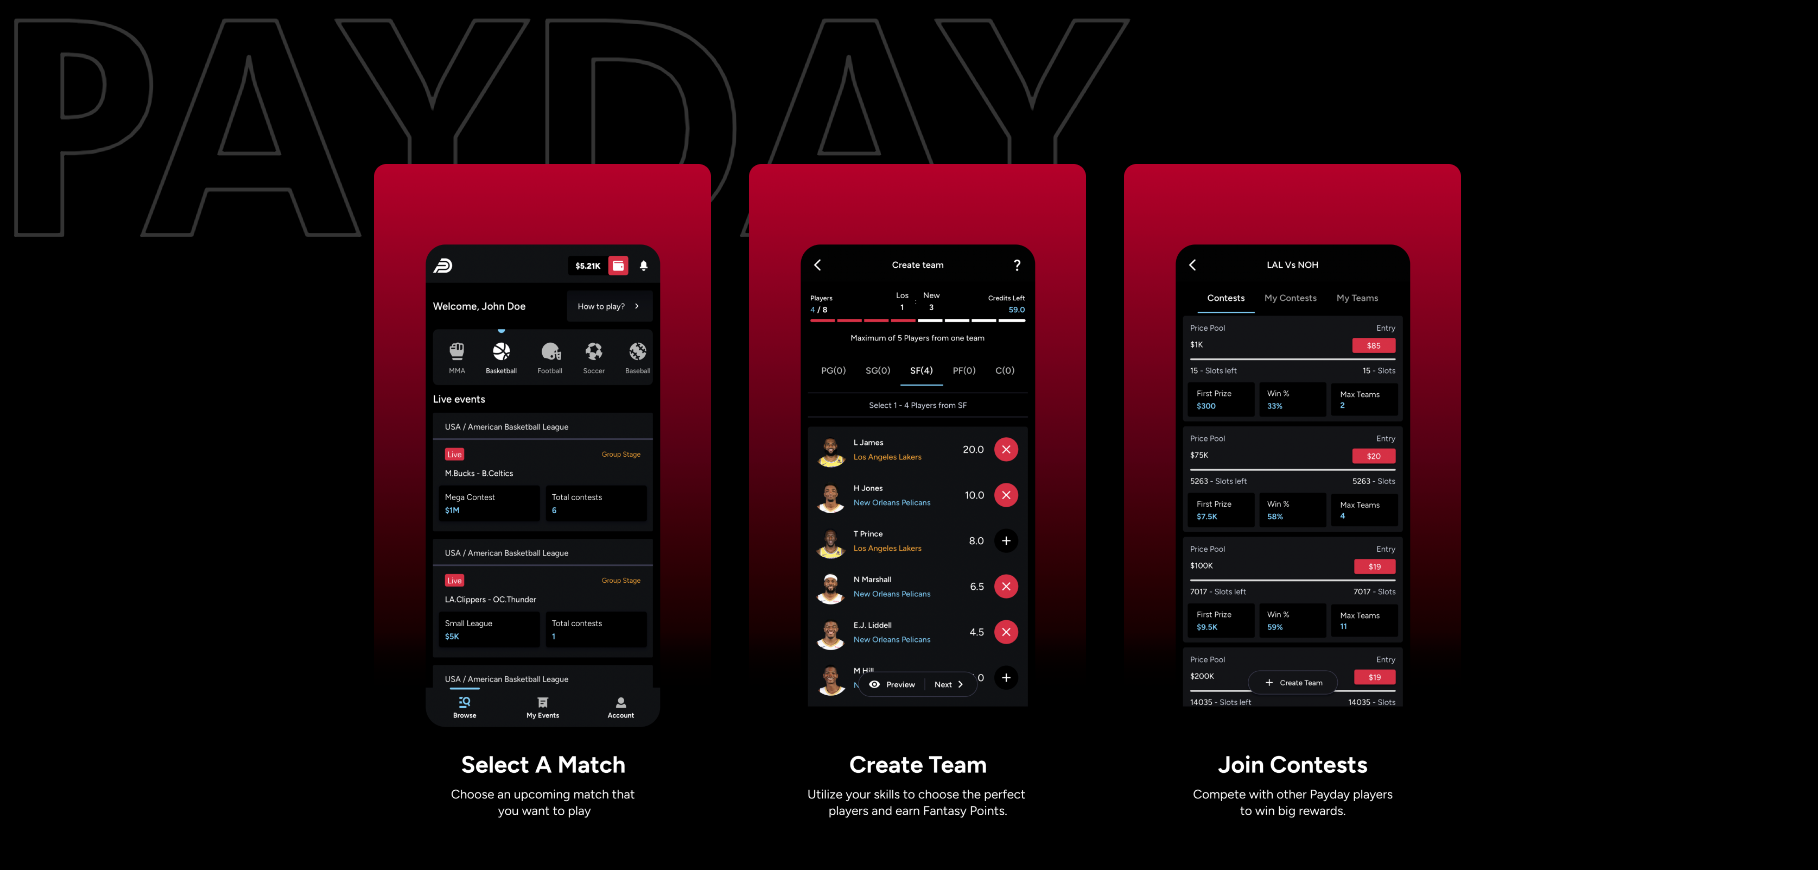 PAYDAY
$5.21K
Welcome, John Doe
How to play?
MMA
Basketball
Football
Soccer
Baseball
Live events
USA / American Basketball League
Live
Group Stage
M.Bucks - B.Celtics
Mega Contest
$1M
Total contests
6
USA / American Basketball League
Live
Group Stage
LA.Clippers - OC.Thunder
Small League
$5K
Total contests
1
USA / American Basketball League
Browse
My Events
Account
Select A Match
Choose an upcoming match that
you want to play
Create team
?
Players
4 / 8
Los
1
:
New
3
Credits Left
59.0
Maximum of 5 Players from one team
PG(0)
SG(0)
SF(4)
PF(0)
C(0)
Select 1 - 4 Players from SF
L James
Los Angeles Lakers
20.0
H Jones
New Orleans Pelicans
10.0
T Prince
Los Angeles Lakers
8.0
N Marshall
New Orleans Pelicans
6.5
E.J. Liddell
New Orleans Pelicans
4.5
M Hill
Preview
Next
Create Team
Utilize your skills to choose the perfect
players and earn Fantasy Points.
LAL Vs NOH
Contests
My Contests
My Teams
Price Pool
Entry
$1K
$85
15 - Slots left
15 - Slots
First Prize
$300
Win %
33%
Max Teams
2
Price Pool
Entry
$75K
$20
5263 - Slots left
5263 - Slots
First Prize
$7.5K
Win %
58%
Max Teams
4
Price Pool
Entry
$100K
$19
7017 - Slots left
7017 - Slots
First Prize
$9.5K
Win %
59%
Max Teams
11
Price Pool
Entry
$200K
$19
Create Team
14035 - Slots left
14035 - Slots
Join Contests
Compete with other Payday players
to win big rewards.